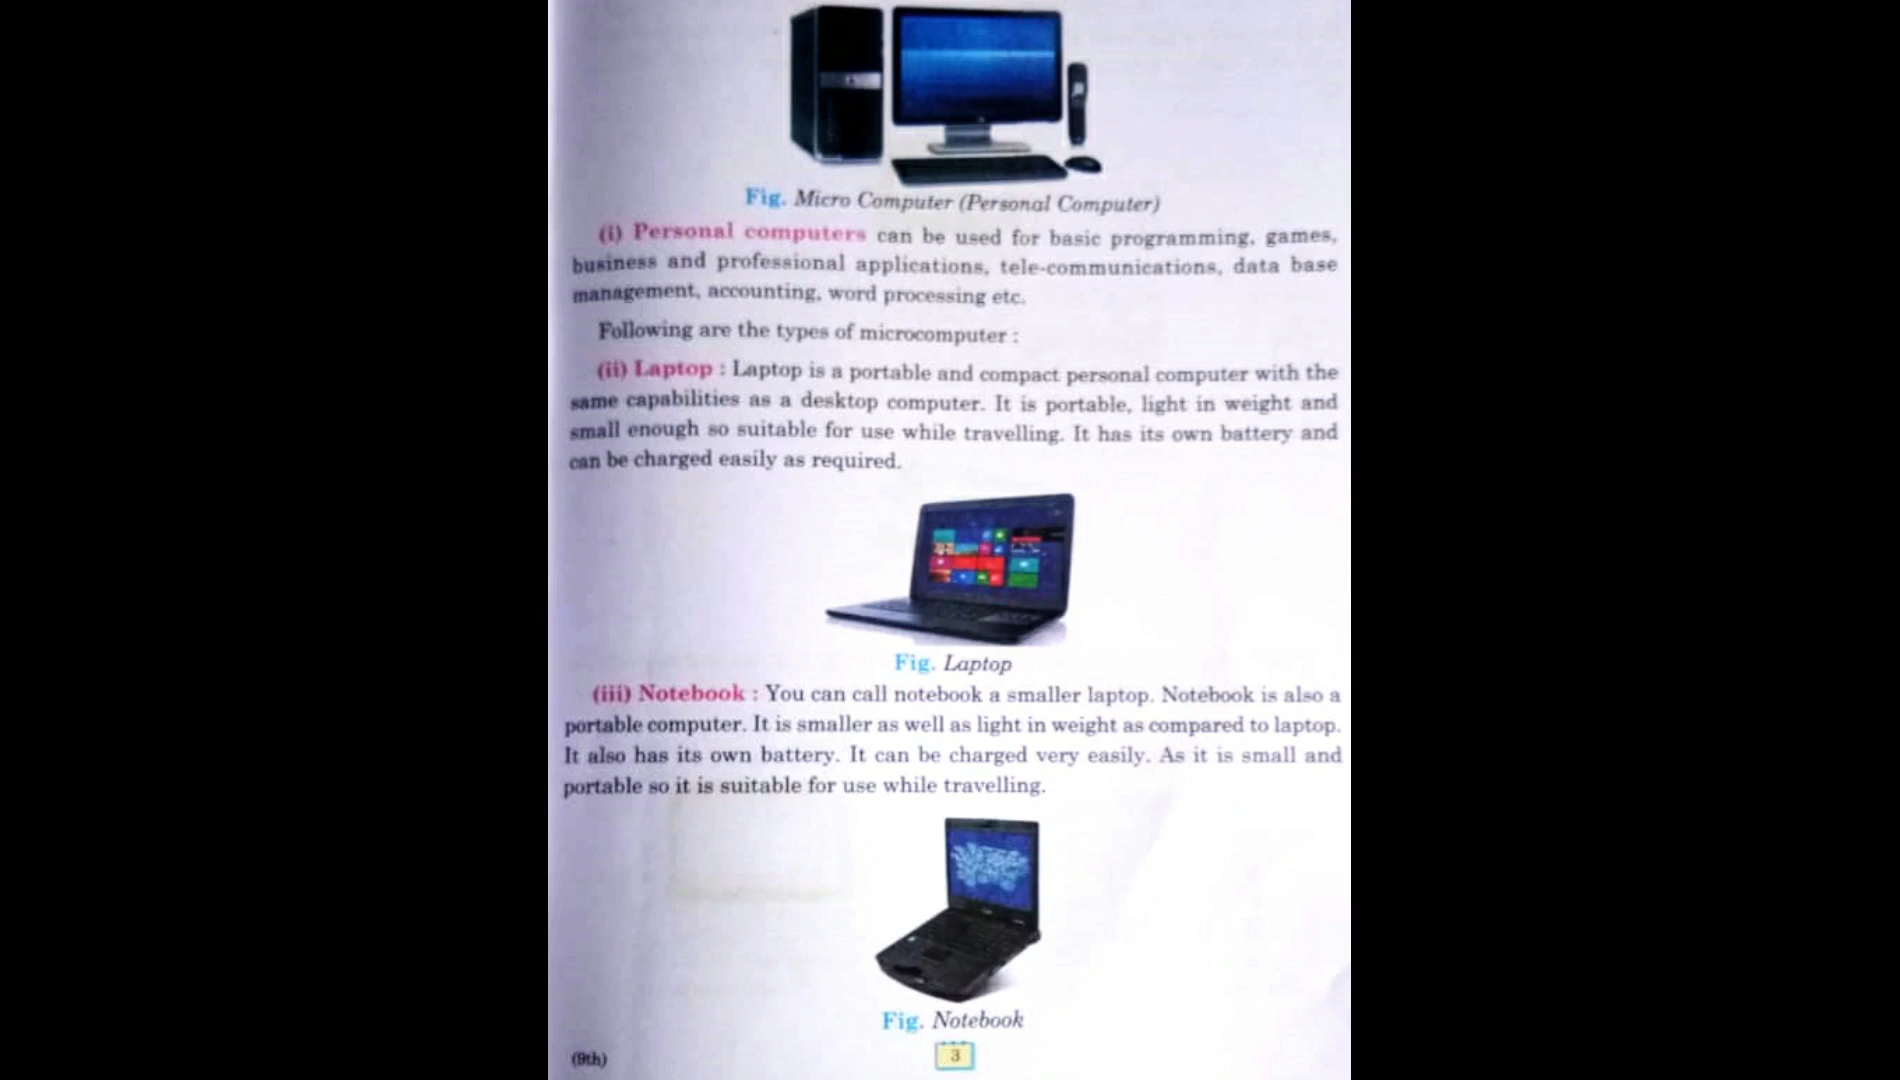 Fig. Micro Computer (Personal Computer)
(i) Personal computers can be used for basic programming, games,
business and professional applications, tele-communications, data base
management, accounting, word processing etc.
Following are the types of microcomputer :
(ii) Laptop : Laptop is a portable and compact personal computer with the
same capabilities as a desktop computer. It is portable, light in weight and
small enough so suitable for use while travelling. It has its own battery and
can be charged easily as required.
Fig. Laptop
(iii) Notebook : You can call notebook a smaller laptop. Notebook is also a
portable computer. It is smaller as well as light in weight as compared to laptop.
It also has its own battery. It can be charged very easily. As it is small and
portable so it is suitable for use while travelling.
Fig. Notebook
(9th)
3